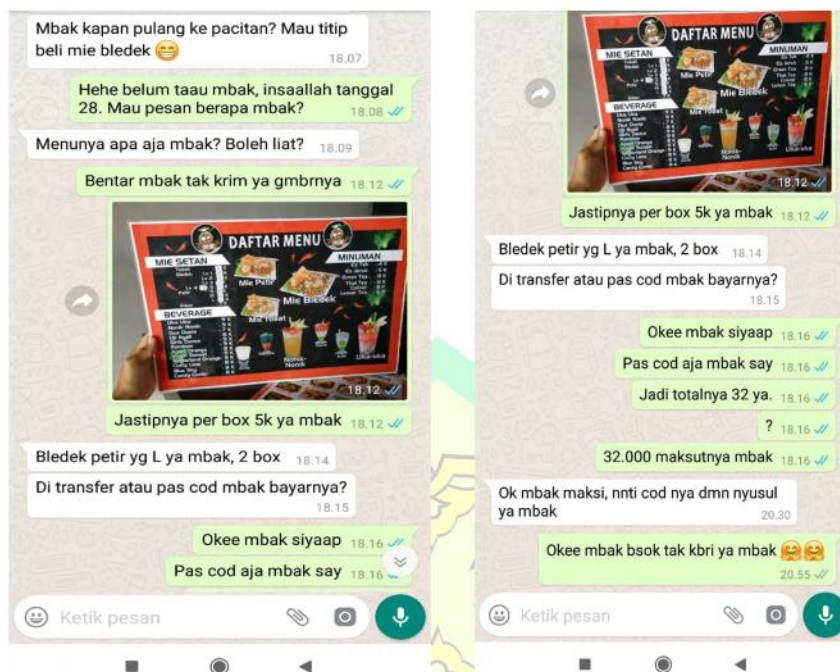 Mbak kapan pulang ke pacitan? Mau titip
beli mie bledek
18.07
Hehe belum taau mbak, insaallah tanggal
28. Mau pesan berapa mbak?
18.08
Menunya apa aja mbak? Boleh liat? 18.09
Bentar mbak tak krim ya gmbrnya 18.12
DAFTAR MENU
MIE SETAN
MINUMAN
Mie Petir
Mie Bledek
BEVERAGE
18.12
Jastipnya per box 5k ya mbak 18.12
Bledek petir yg L ya mbak, 2 box 18.14
Di transfer atau pas cod mbak bayarnya?
18.15
Okee mbak siyaap 18.16
Pas cod aja mbak say 18.16
Ketik pesan
DAFTAR MENU
MIE SETAN
MINUMAN
Mie Petir
Mie Bledek
BEVERAGE
18.12
Jastipnya per box 5k ya mbak 18.12
Bledek petir yg L ya mbak, 2 box 18.14
Di transfer atau pas cod mbak bayarnya?
18.15
Okee mbak siyaap 18.16
Pas cod aja mbak say 18.16
Jadi totalnya 32 ya. 18.16
? 18.16
32.000 maksutnya mbak 18.16
Ok mbak maksi, nnti cod nya dmn nyusul
ya mbak
20.30
Okee mbak bsok tak kbri ya mbak
20.55
Ketik pesan